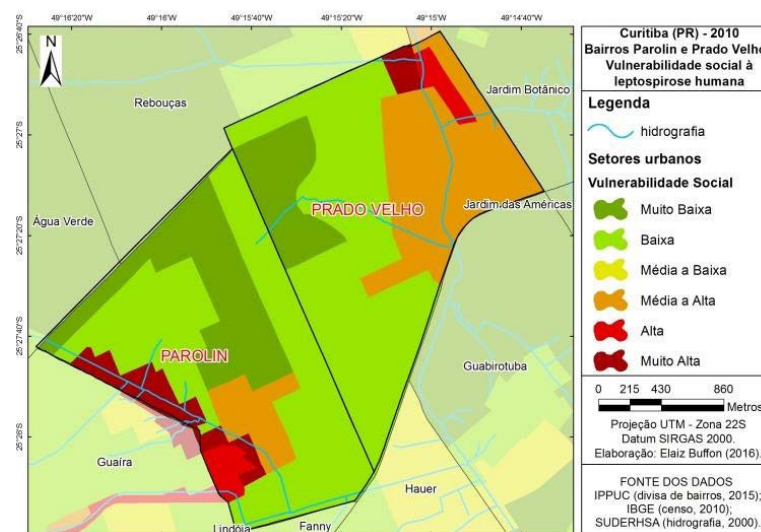 49°16'20"W 49°16'W 49°15'40"W 49°15'20"W 49°15'W 49°14'40"W
25°26'40"S
25°27'S
25°27'20"S
25°27'40"S
25°28'S
N
Rebouças
Jardim Botânico
Água Verde
PRADO VELHO
Jardim das Américas
PAROLIN
Guabirotuba
Guaíra
Hauer
Lindóia
Fanny
Curitiba (PR) - 2010
Bairros Parolin e Prado Velho
Vulnerabilidade social à
leptospirose humana
Legenda
hidrografia
Setores urbanos
Vulnerabilidade Social
Muito Baixa
Baixa
Média a Baixa
Média a Alta
Alta
Muito Alta
0 215 430 860
Metros
Projeção UTM - Zona 22S
Datum SIRGAS 2000.
Elaboração: Elaiz Buffon (2016).
FONTE DOS DADOS
IPPUC (divisa de bairros, 2015);
IBGE (censo, 2010);
SUDERHSA (hidrografia, 2000).